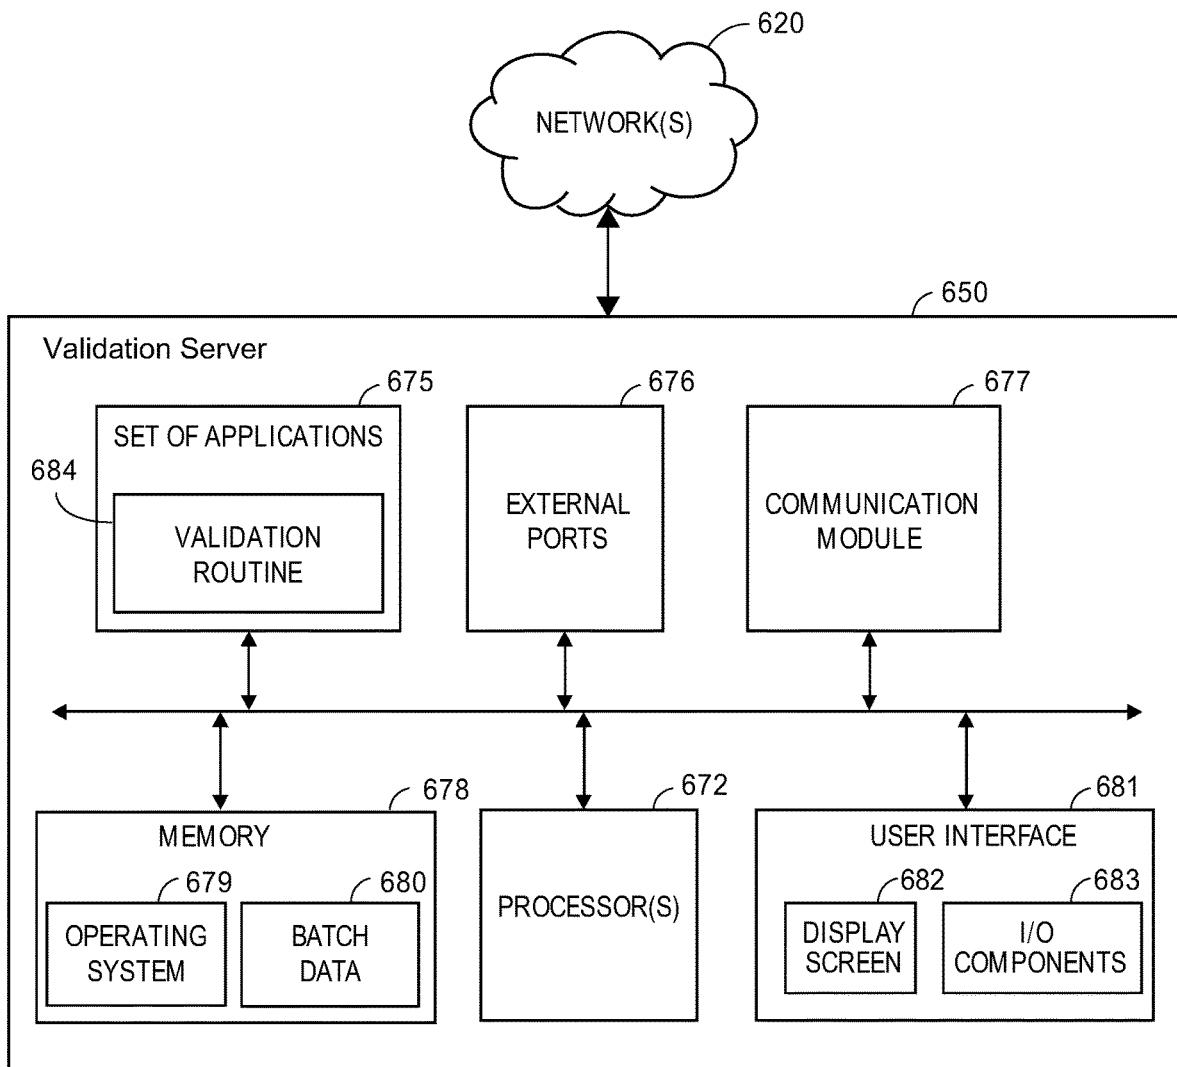 620
NETWORK(S)
650
Validation Server
675
676
677
SET OF APPLICATIONS
684
VALIDATION
ROUTINE
EXTERNAL
PORTS
COMMUNICATION
MODULE
678
672
681
MEMORY
679
680
OPERATING
SYSTEM
BATCH
DATA
PROCESSOR(S)
USER INTERFACE
682
683
DISPLAY
SCREEN
I/O
COMPONENTS